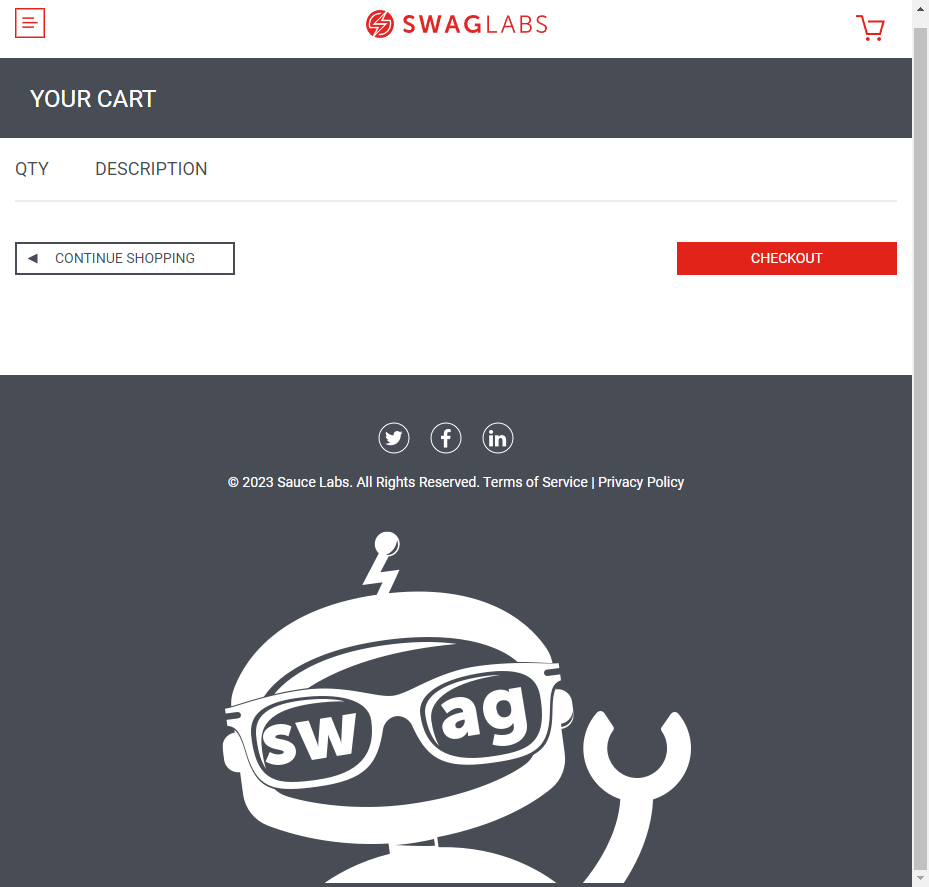 SWAGLABS
YOUR CART
QTY DESCRIPTION
CONTINUE SHOPPING CHECKOUT
© 2023 Sauce Labs. All Rights Reserved. Terms of Service | Privacy Policy
sw ag